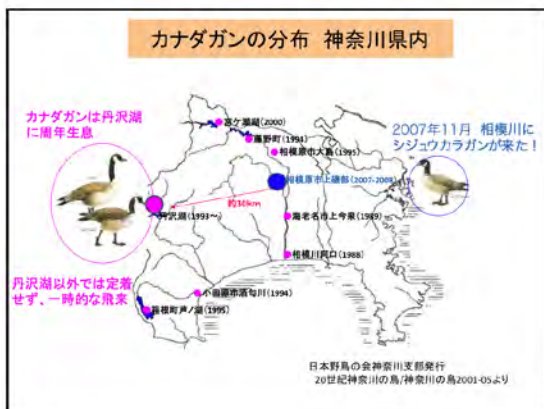 カナダガンの分布 神奈川県内
カナダガンは丹沢湖
に周年生息
2007年11月 相模川に
シジュウカラガンが来た！
宮ケ瀬湖(2000)
藤野町(1994)
相模原市大島(1995)
相模原市上磯部(2007-2008)
約30km
丹沢湖(1993～)
海老名市上今泉(1989)
相模川河口(1988)
丹沢湖以外では定着
せず、一時的な飛来
小田原市酒匂川(1994)
箱根町芦ノ湖(1995)
日本野鳥の会神奈川支部発行
20世紀神奈川の鳥/神奈川の鳥2001-05より